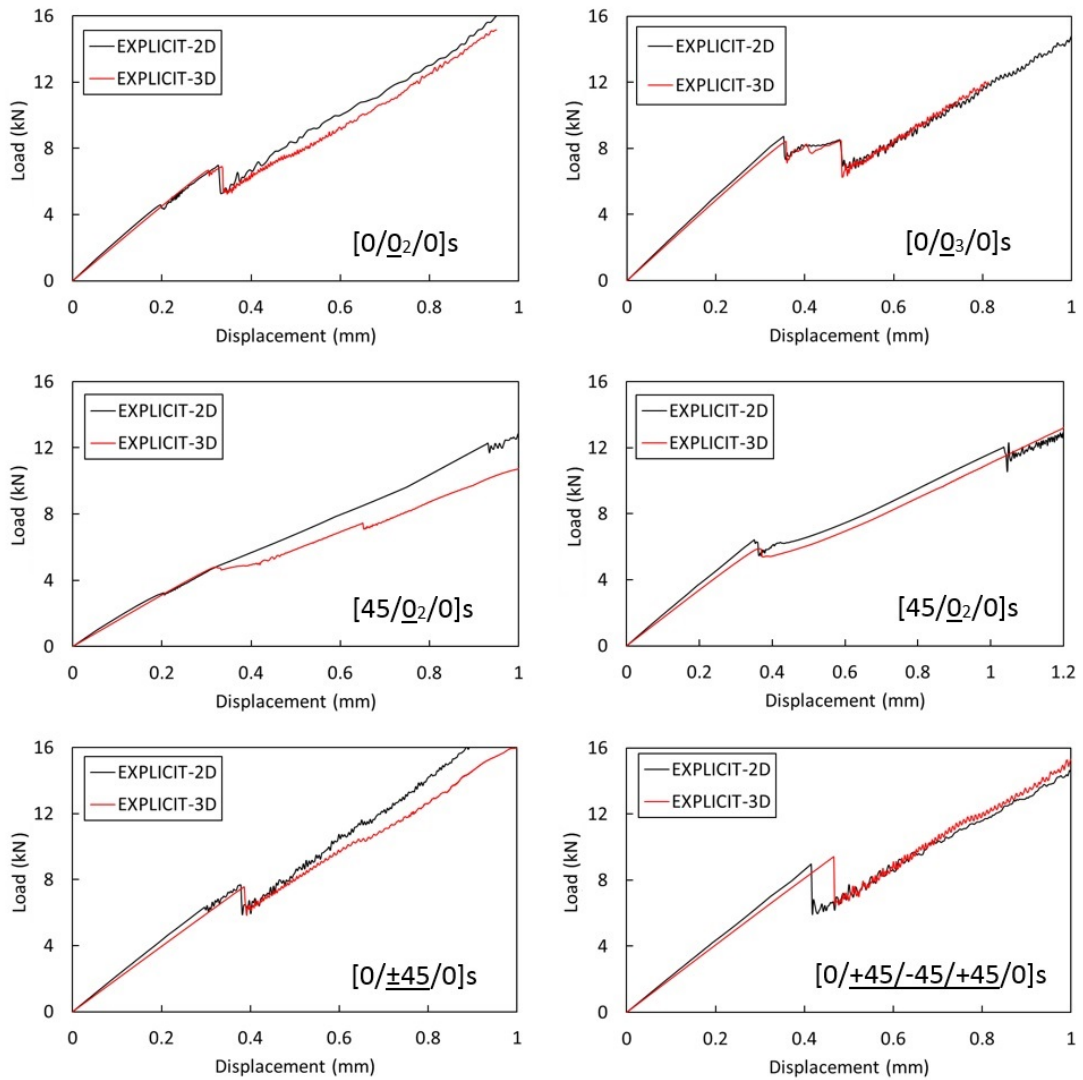 16
12
8
4
0
Load (kN)
EXPLICIT-2D
EXPLICIT-3D
[0/0₂/0]s
0 0.2 0.4 0.6 0.8 1
Displacement (mm)
16
12
8
4
0
Load (kN)
EXPLICIT-2D
EXPLICIT-3D
[0/0₃/0]s
0 0.2 0.4 0.6 0.8 1
Displacement (mm)
16
12
8
4
0
Load (kN)
EXPLICIT-2D
EXPLICIT-3D
[45/0₂/0]s
0 0.2 0.4 0.6 0.8 1
Displacement (mm)
16
12
8
4
0
Load (kN)
EXPLICIT-2D
EXPLICIT-3D
[45/0₂/0]s
0 0.2 0.4 0.6 0.8 1 1.2
Displacement (mm)
16
12
8
4
0
Load (kN)
EXPLICIT-2D
EXPLICIT-3D
[0/±45/0]s
0 0.2 0.4 0.6 0.8 1
Displacement (mm)
16
12
8
4
0
Load (kN)
EXPLICIT-2D
EXPLICIT-3D
[0/+45/-45/+45/0]s
0 0.2 0.4 0.6 0.8 1
Displacement (mm)